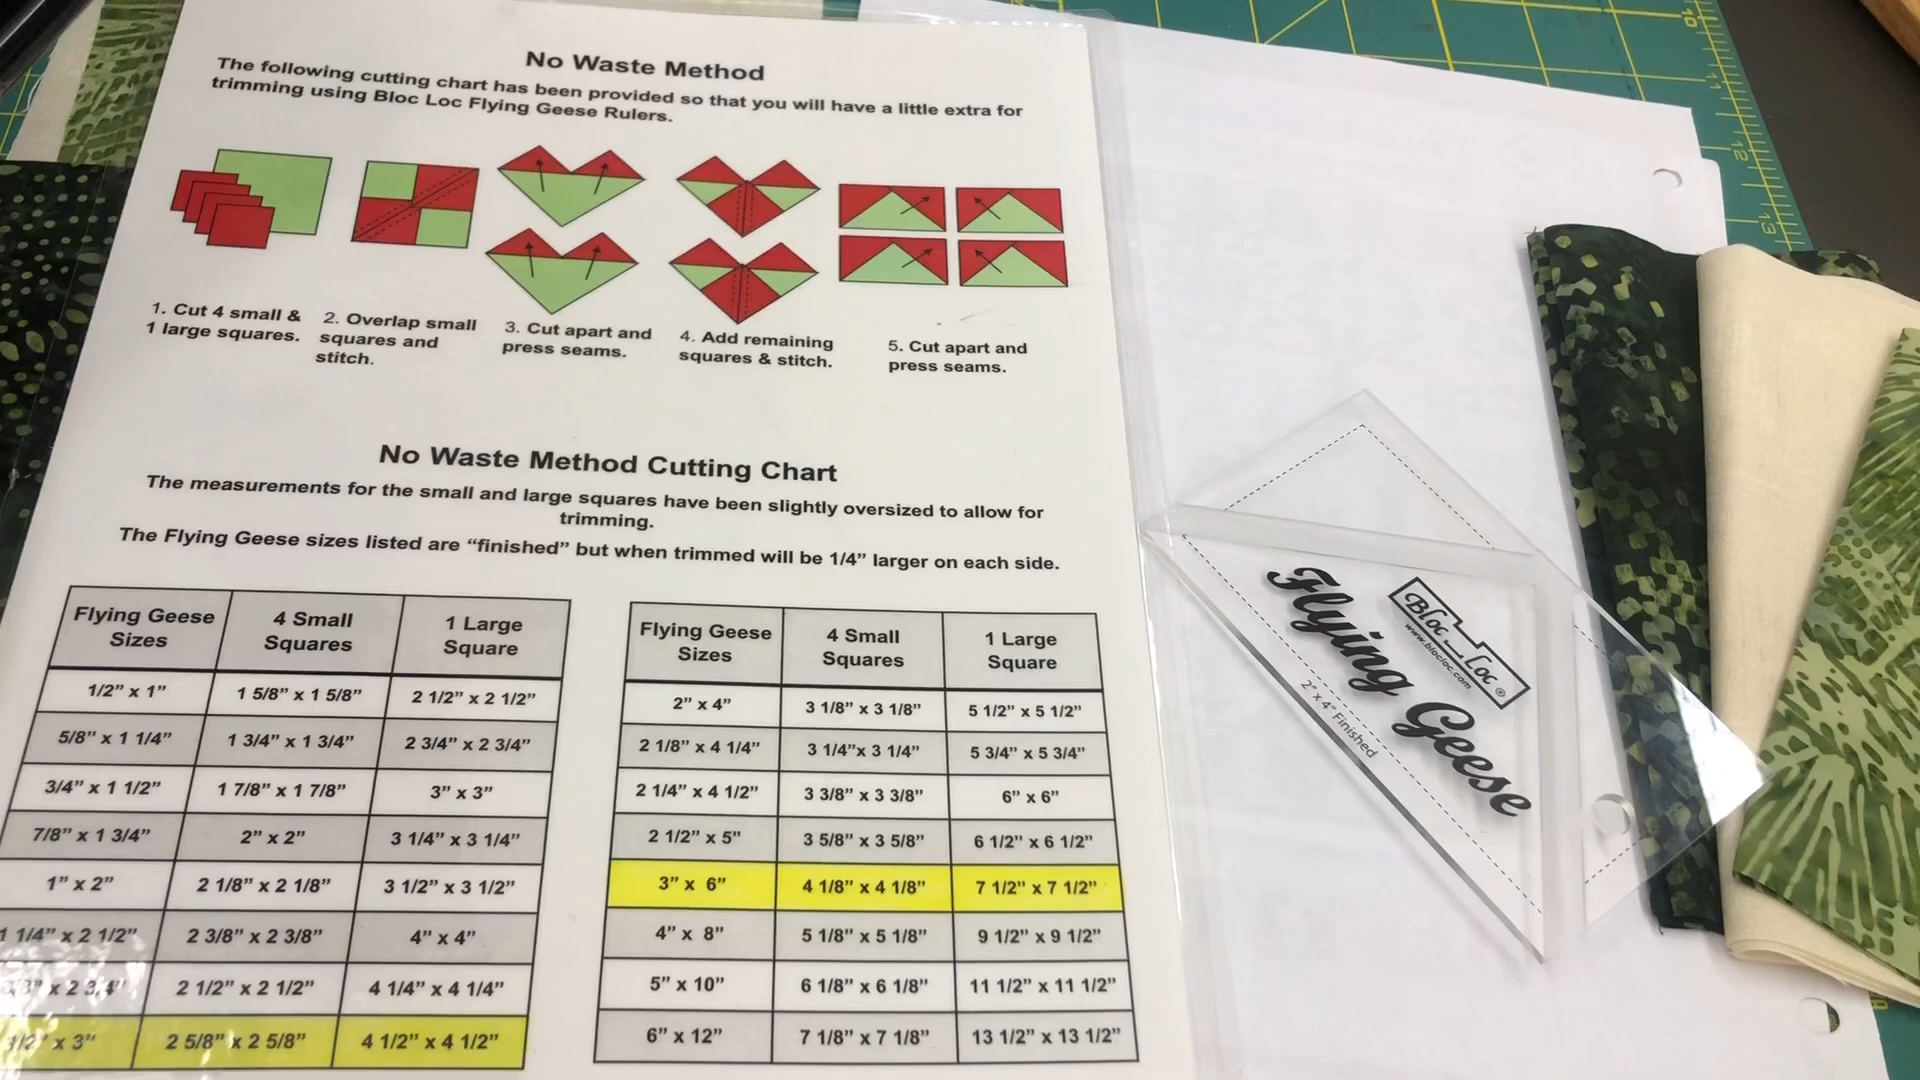 No Waste Method
The following cutting chart has been provided so that you will have a little extra for
trimming using Bloc Loc Flying Geese Rulers.
1. Cut 4 small &
1 large squares.
2. Overlap small
squares and
stitch.
3. Cut apart and
press seams.
4. Add remaining
squares & stitch.
5. Cut apart and
press seams.
No Waste Method Cutting Chart
The measurements for the small and large squares have been slightly oversized to allow for
trimming.
The Flying Geese sizes listed are “finished” but when trimmed will be 1/4” larger on each side.
Flying Geese
Sizes
4 Small
Squares
1 Large
Square
1/2” x 1” 1 5/8” x 1 5/8” 2 1/2” x 2 1/2”
5/8” x 1 1/4” 1 3/4” x 1 3/4” 2 3/4” x 2 3/4”
3/4” x 1 1/2” 1 7/8” x 1 7/8” 3” x 3”
7/8” x 1 3/4” 2” x 2” 3 1/4” x 3 1/4”
1” x 2” 2 1/8” x 2 1/8” 3 1/2” x 3 1/2”
1 1/4” x 2 1/2” 2 3/8” x 2 3/8” 4” x 4”
x 2 3/4” 2 1/2” x 2 1/2” 4 1/4” x 4 1/4”
x 3” 2 5/8” x 2 5/8” 4 1/2” x 4 1/2”
Flying Geese
Sizes
4 Small
Squares
1 Large
Square
2” x 4” 3 1/8” x 3 1/8” 5 1/2” x 5 1/2”
2 1/8” x 4 1/4” 3 1/4”x 3 1/4” 5 3/4” x 5 3/4”
2 1/4” x 4 1/2” 3 3/8” x 3 3/8” 6” x 6”
2 1/2” x 5” 3 5/8” x 3 5/8” 6 1/2” x 6 1/2”
3” x 6” 4 1/8” x 4 1/8” 7 1/2” x 7 1/2”
4” x 8” 5 1/8” x 5 1/8” 9 1/2” x 9 1/2”
5” x 10” 6 1/8” x 6 1/8” 11 1/2” x 11 1/2”
6” x 12” 7 1/8” x 7 1/8” 13 1/2” x 13 1/2”
Bloc Loc ®
www.blocloc.com
Flying Geese
2” x 4” Finished
10
11
12
13